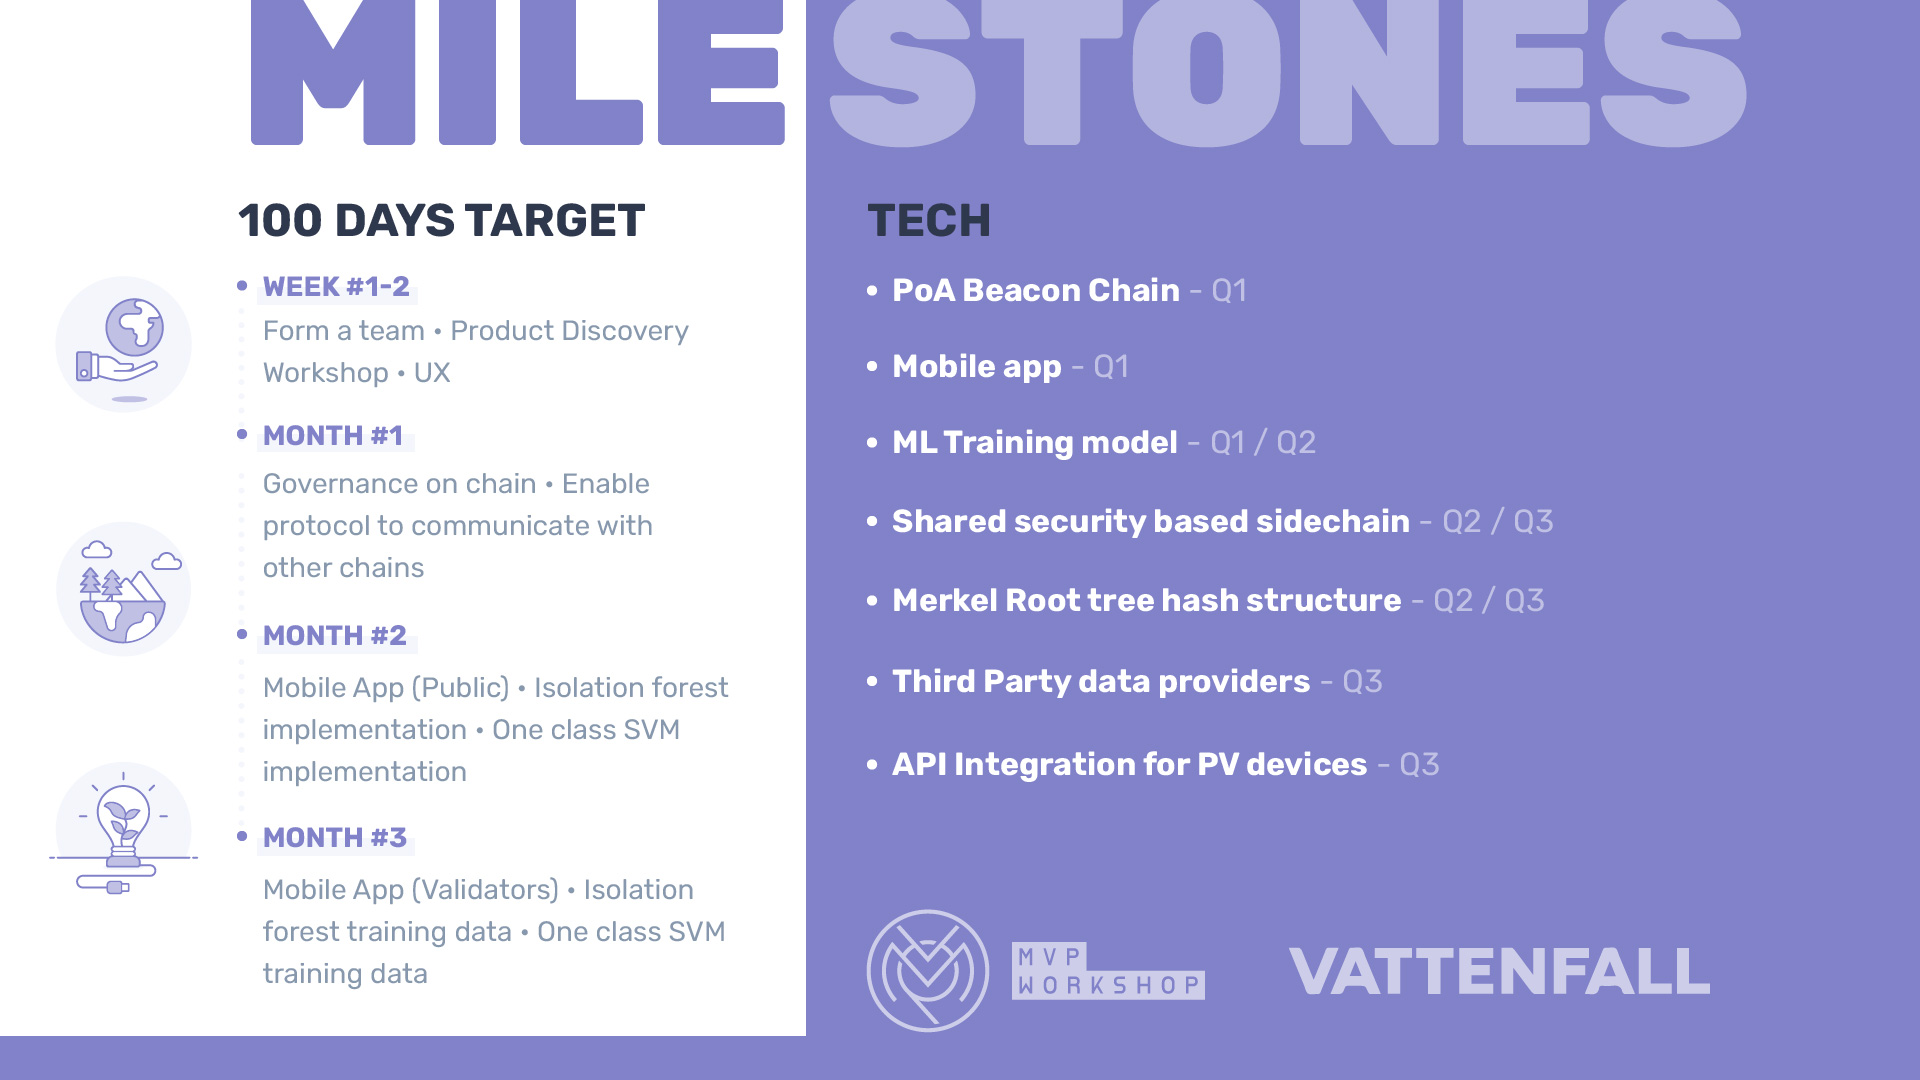 MILESTONES
100 DAYS TARGET
• WEEK #1-2
Form a team • Product Discovery
Workshop • UX
• MONTH #1
Governance on chain • Enable
protocol to communicate with
other chains
• MONTH #2
Mobile App (Public) • Isolation forest
implementation • One class SVM
implementation
• MONTH #3
Mobile App (Validators) • Isolation
forest training data • One class SVM
training data
TECH
• PoA Beacon Chain - Q1
• Mobile app - Q1
• ML Training model - Q1 / Q2
• Shared security based sidechain - Q2 / Q3
• Merkel Root tree hash structure - Q2 / Q3
• Third Party data providers - Q3
• API Integration for PV devices - Q3
MVP
WORKSHOP
VATTENFALL